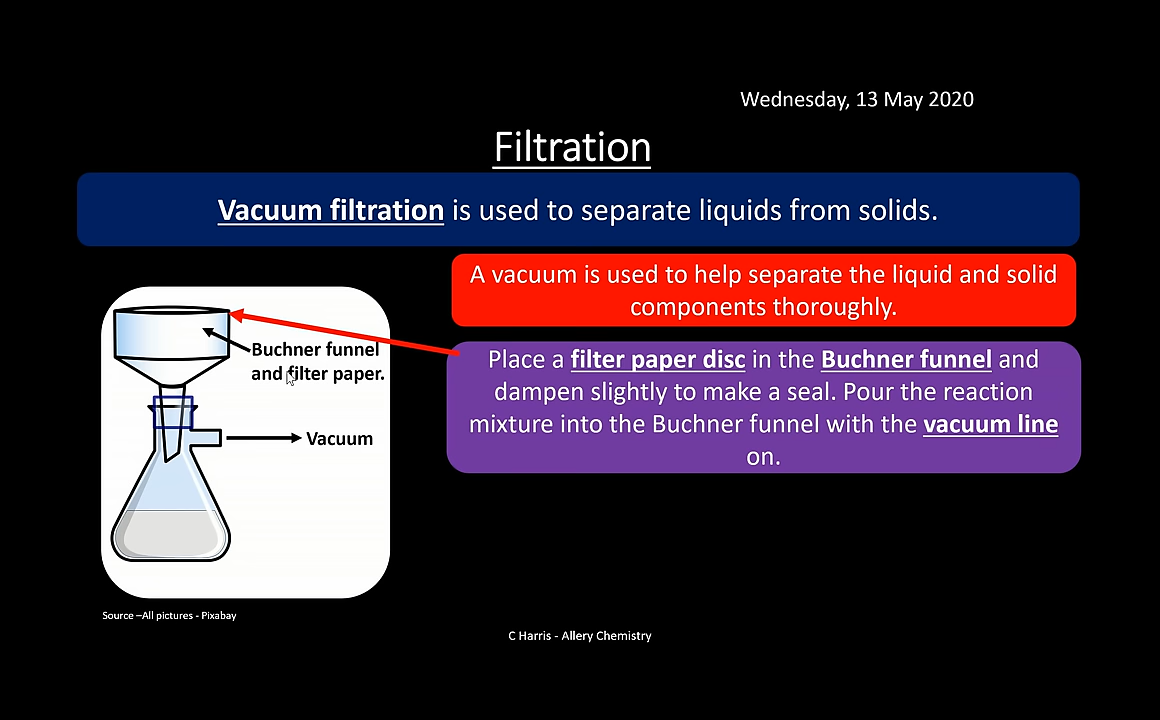 Wednesday, 13 May 2020
Filtration
Vacuum filtration is used to separate liquids from solids.
A vacuum is used to help separate the liquid and solid
components thoroughly.
Place a filter paper disc in the Buchner funnel and
dampen slightly to make a seal. Pour the reaction
mixture into the Buchner funnel with the vacuum line
on.
Buchner funnel
and filter paper.
Vacuum
Source –All pictures - Pixabay
C Harris - Allery Chemistry